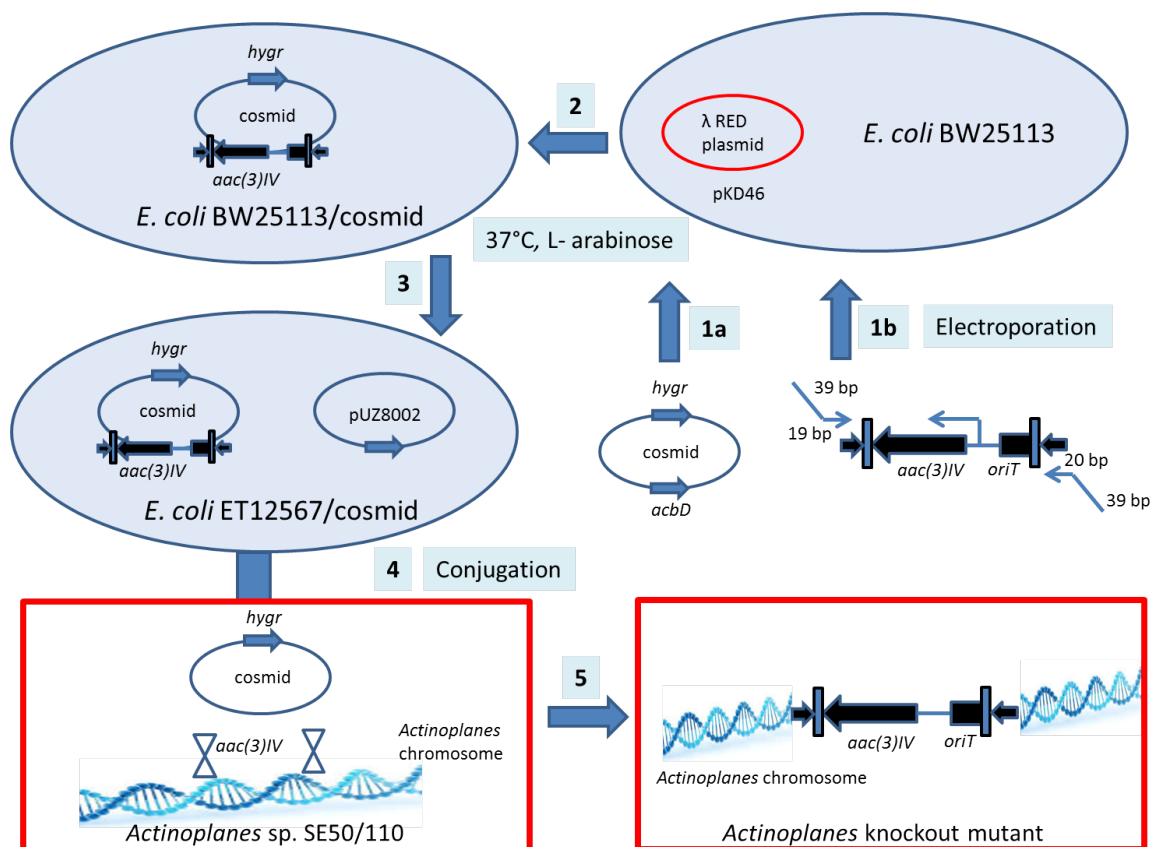 hygr
cosmid
aac(3)IV
E. coli BW25113/cosmid
2
λ RED
plasmid
pKD46
E. coli BW25113
37°C, L- arabinose
3
1a
1b
Electroporation
hygr
cosmid
aac(3)IV
pUZ8002
E. coli ET12567/cosmid
hygr
cosmid
acbD
39 bp
19 bp
aac(3)IV
oriT
20 bp
39 bp
4
Conjugation
hygr
cosmid
aac(3)IV
Actinoplanes
chromosome
Actinoplanes sp. SE50/110
5
aac(3)IV
oriT
Actinoplanes chromosome
Actinoplanes knockout mutant